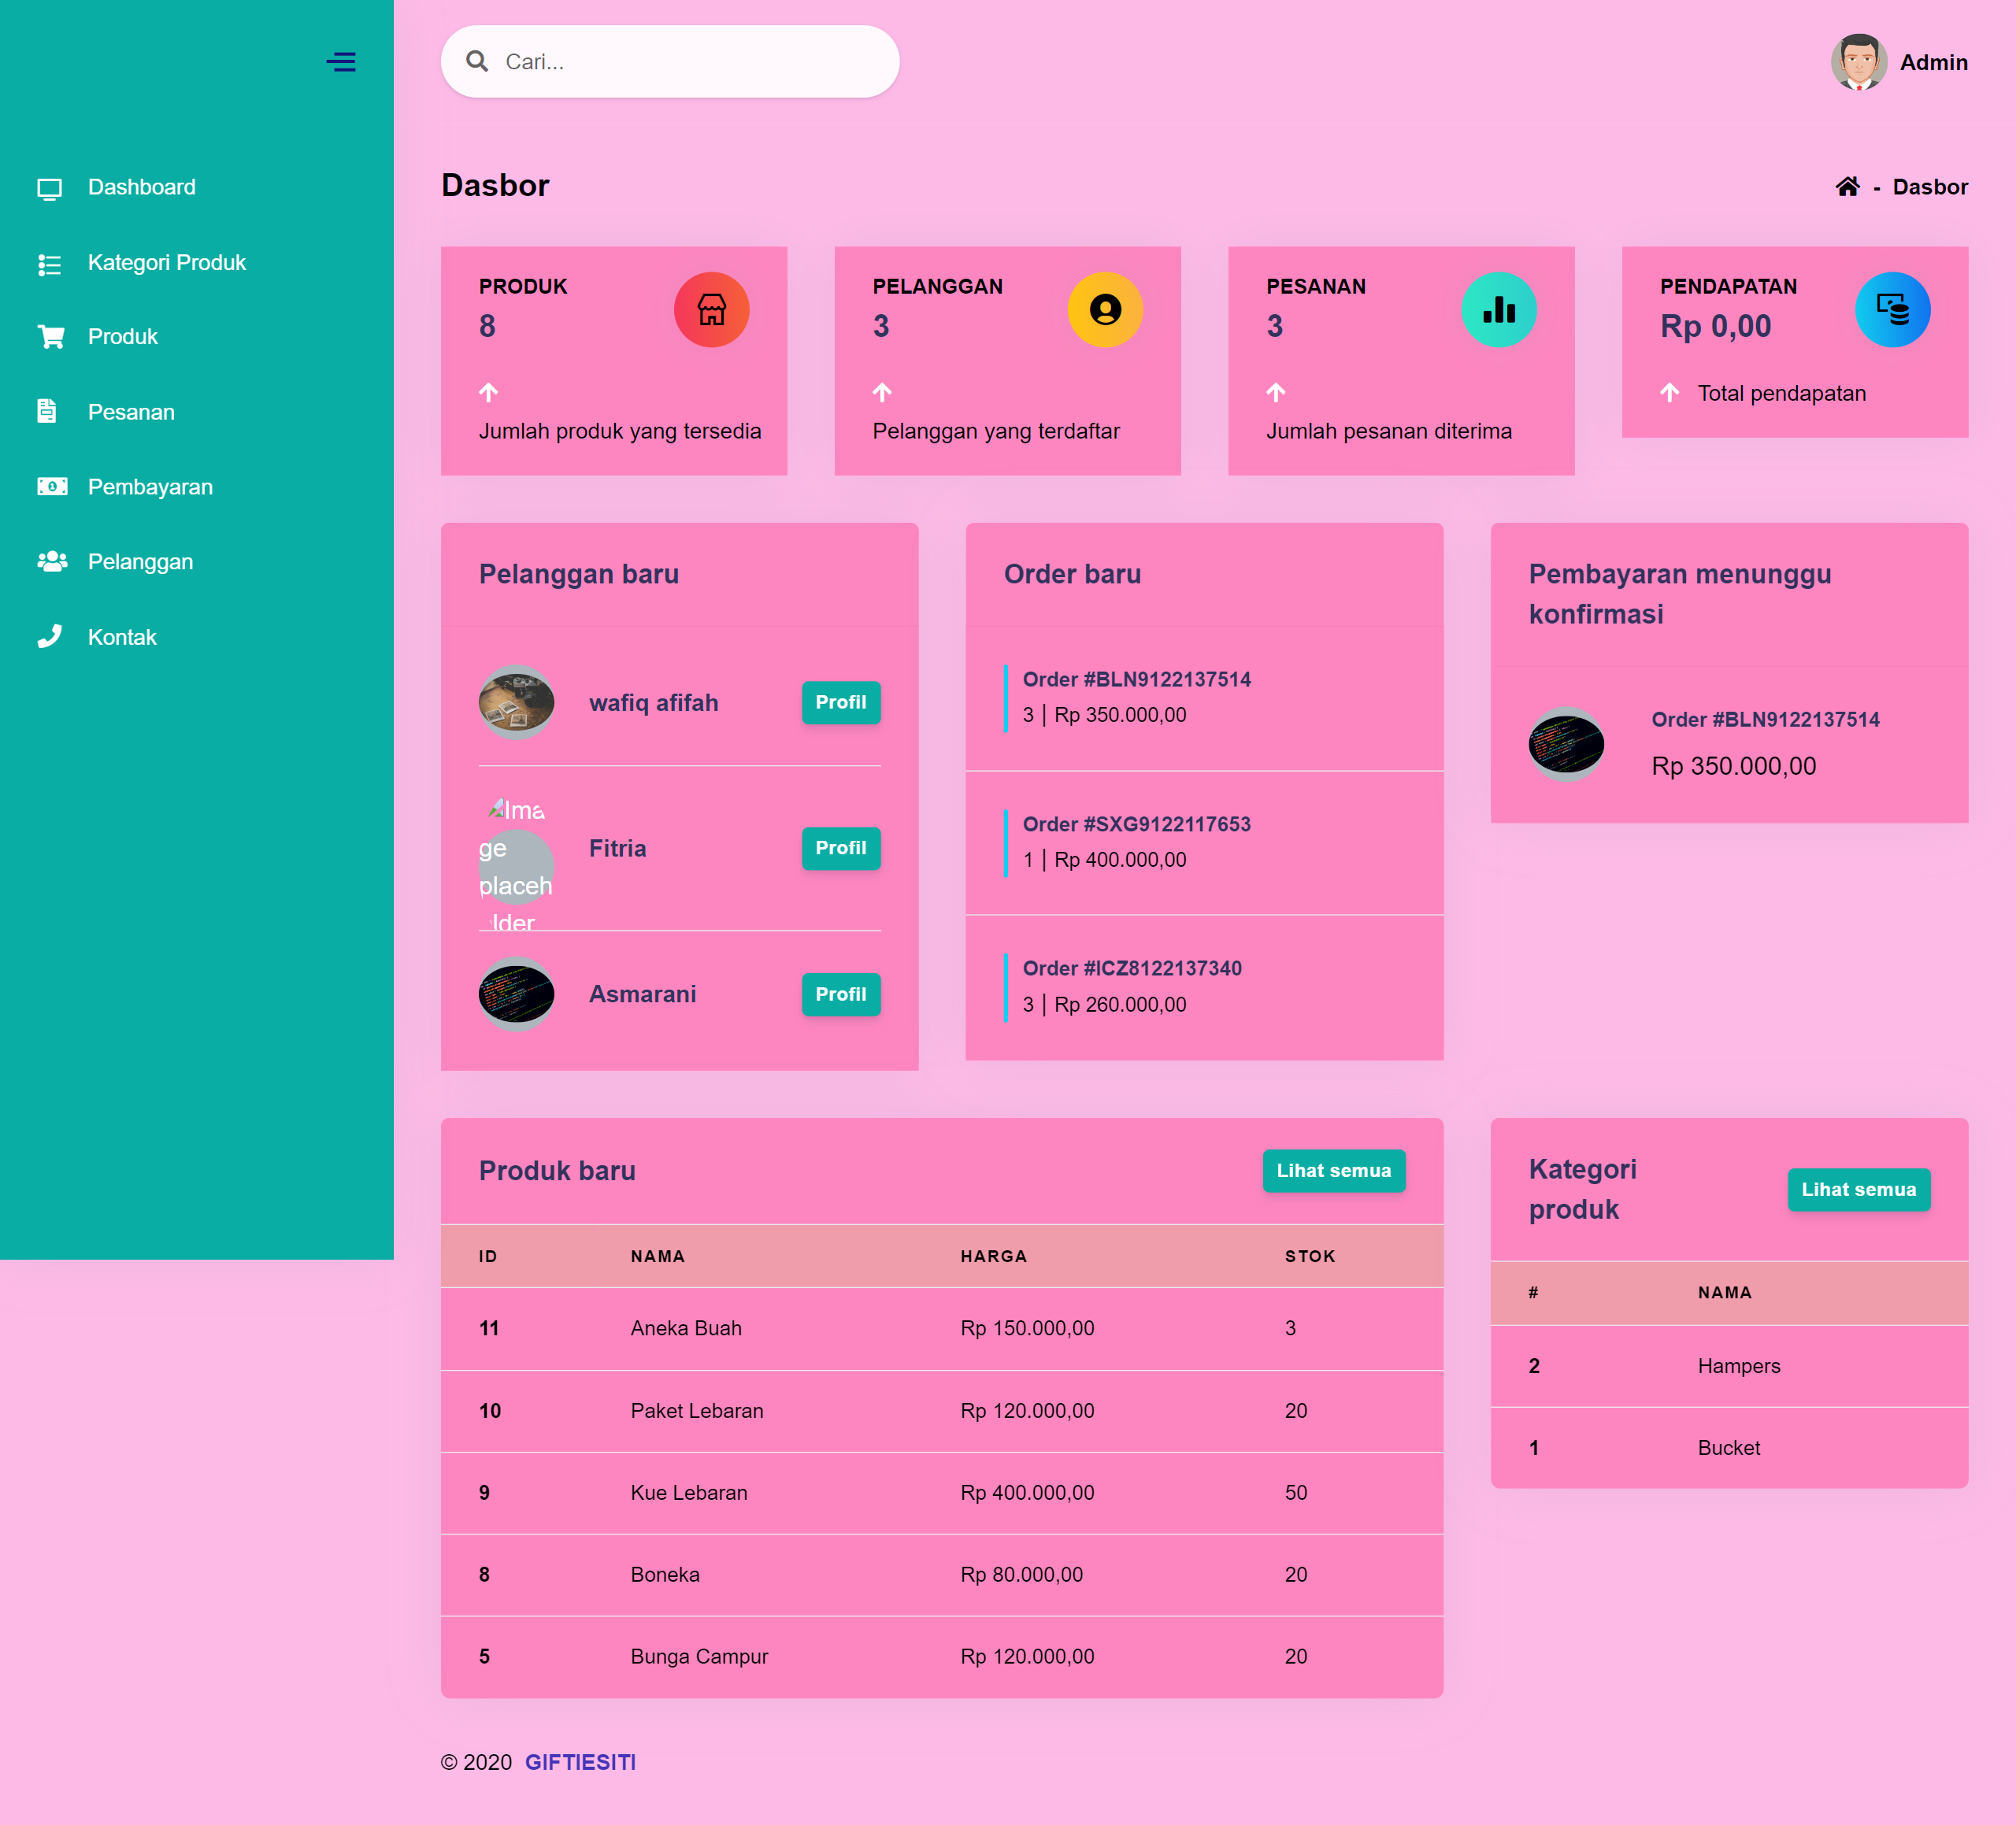 Cari...
Admin
Dashboard
Kategori Produk
Produk
Pesanan
Pembayaran
Pelanggan
Kontak
Dasbor
- Dasbor
PRODUK
8
Jumlah produk yang tersedia
PELANGGAN
3
Pelanggan yang terdaftar
PESANAN
3
Jumlah pesanan diterima
PENDAPATAN
Rp 0,00
Total pendapatan
Pelanggan baru
wafiq afifah
Profil
Ima
ge
placeh
lder
Fitria
Profil
Asmarani
Profil
Order baru
Order #BLN9122137514
3 | Rp 350.000,00
Order #SXG9122117653
1 | Rp 400.000,00
Order #ICZ8122137340
3 | Rp 260.000,00
Pembayaran menunggu
konfirmasi
Order #BLN9122137514
Rp 350.000,00
Produk baru
Lihat semua
ID NAMA HARGA STOK
11 Aneka Buah Rp 150.000,00 3
10 Paket Lebaran Rp 120.000,00 20
9 Kue Lebaran Rp 400.000,00 50
8 Boneka Rp 80.000,00 20
5 Bunga Campur Rp 120.000,00 20
Kategori
produk
Lihat semua
# NAMA
2 Hampers
1 Bucket
© 2020 GIFTIESITI